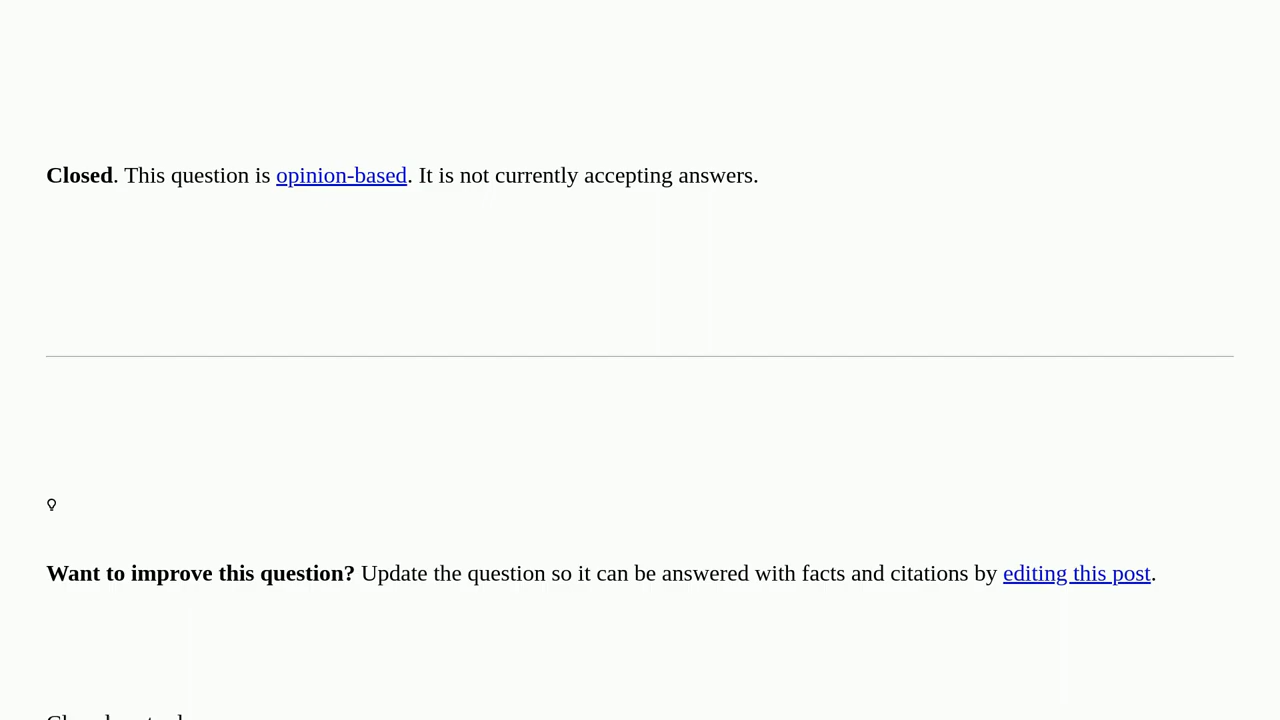 Closed. This question is opinion-based. It is not currently accepting answers.
Want to improve this question? Update the question so it can be answered with facts and citations by editing this post.